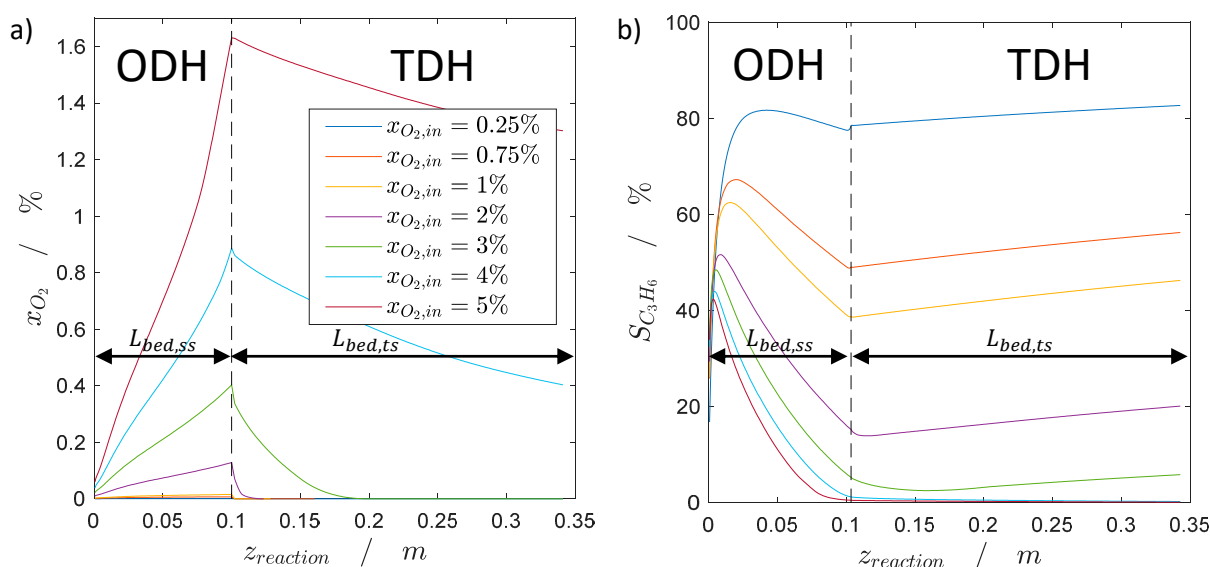 a)
ODH
TDH
x_{O_2} / %
1.6
1.4
1.2
1
0.8
0.6
0.4
0.2
0
x_{O_2,in} = 0.25%
x_{O_2,in} = 0.75%
x_{O_2,in} = 1%
x_{O_2,in} = 2%
x_{O_2,in} = 3%
x_{O_2,in} = 4%
x_{O_2,in} = 5%
L_{bed,ss}
L_{bed,ts}
0 0.05 0.1 0.15 0.2 0.25 0.3 0.35
z_{reaction} / m
b)
ODH
TDH
S_{C_3H_6} / %
100
80
60
40
20
0
L_{bed,ss}
L_{bed,ts}
0 0.05 0.1 0.15 0.2 0.25 0.3 0.35
z_{reaction} / m